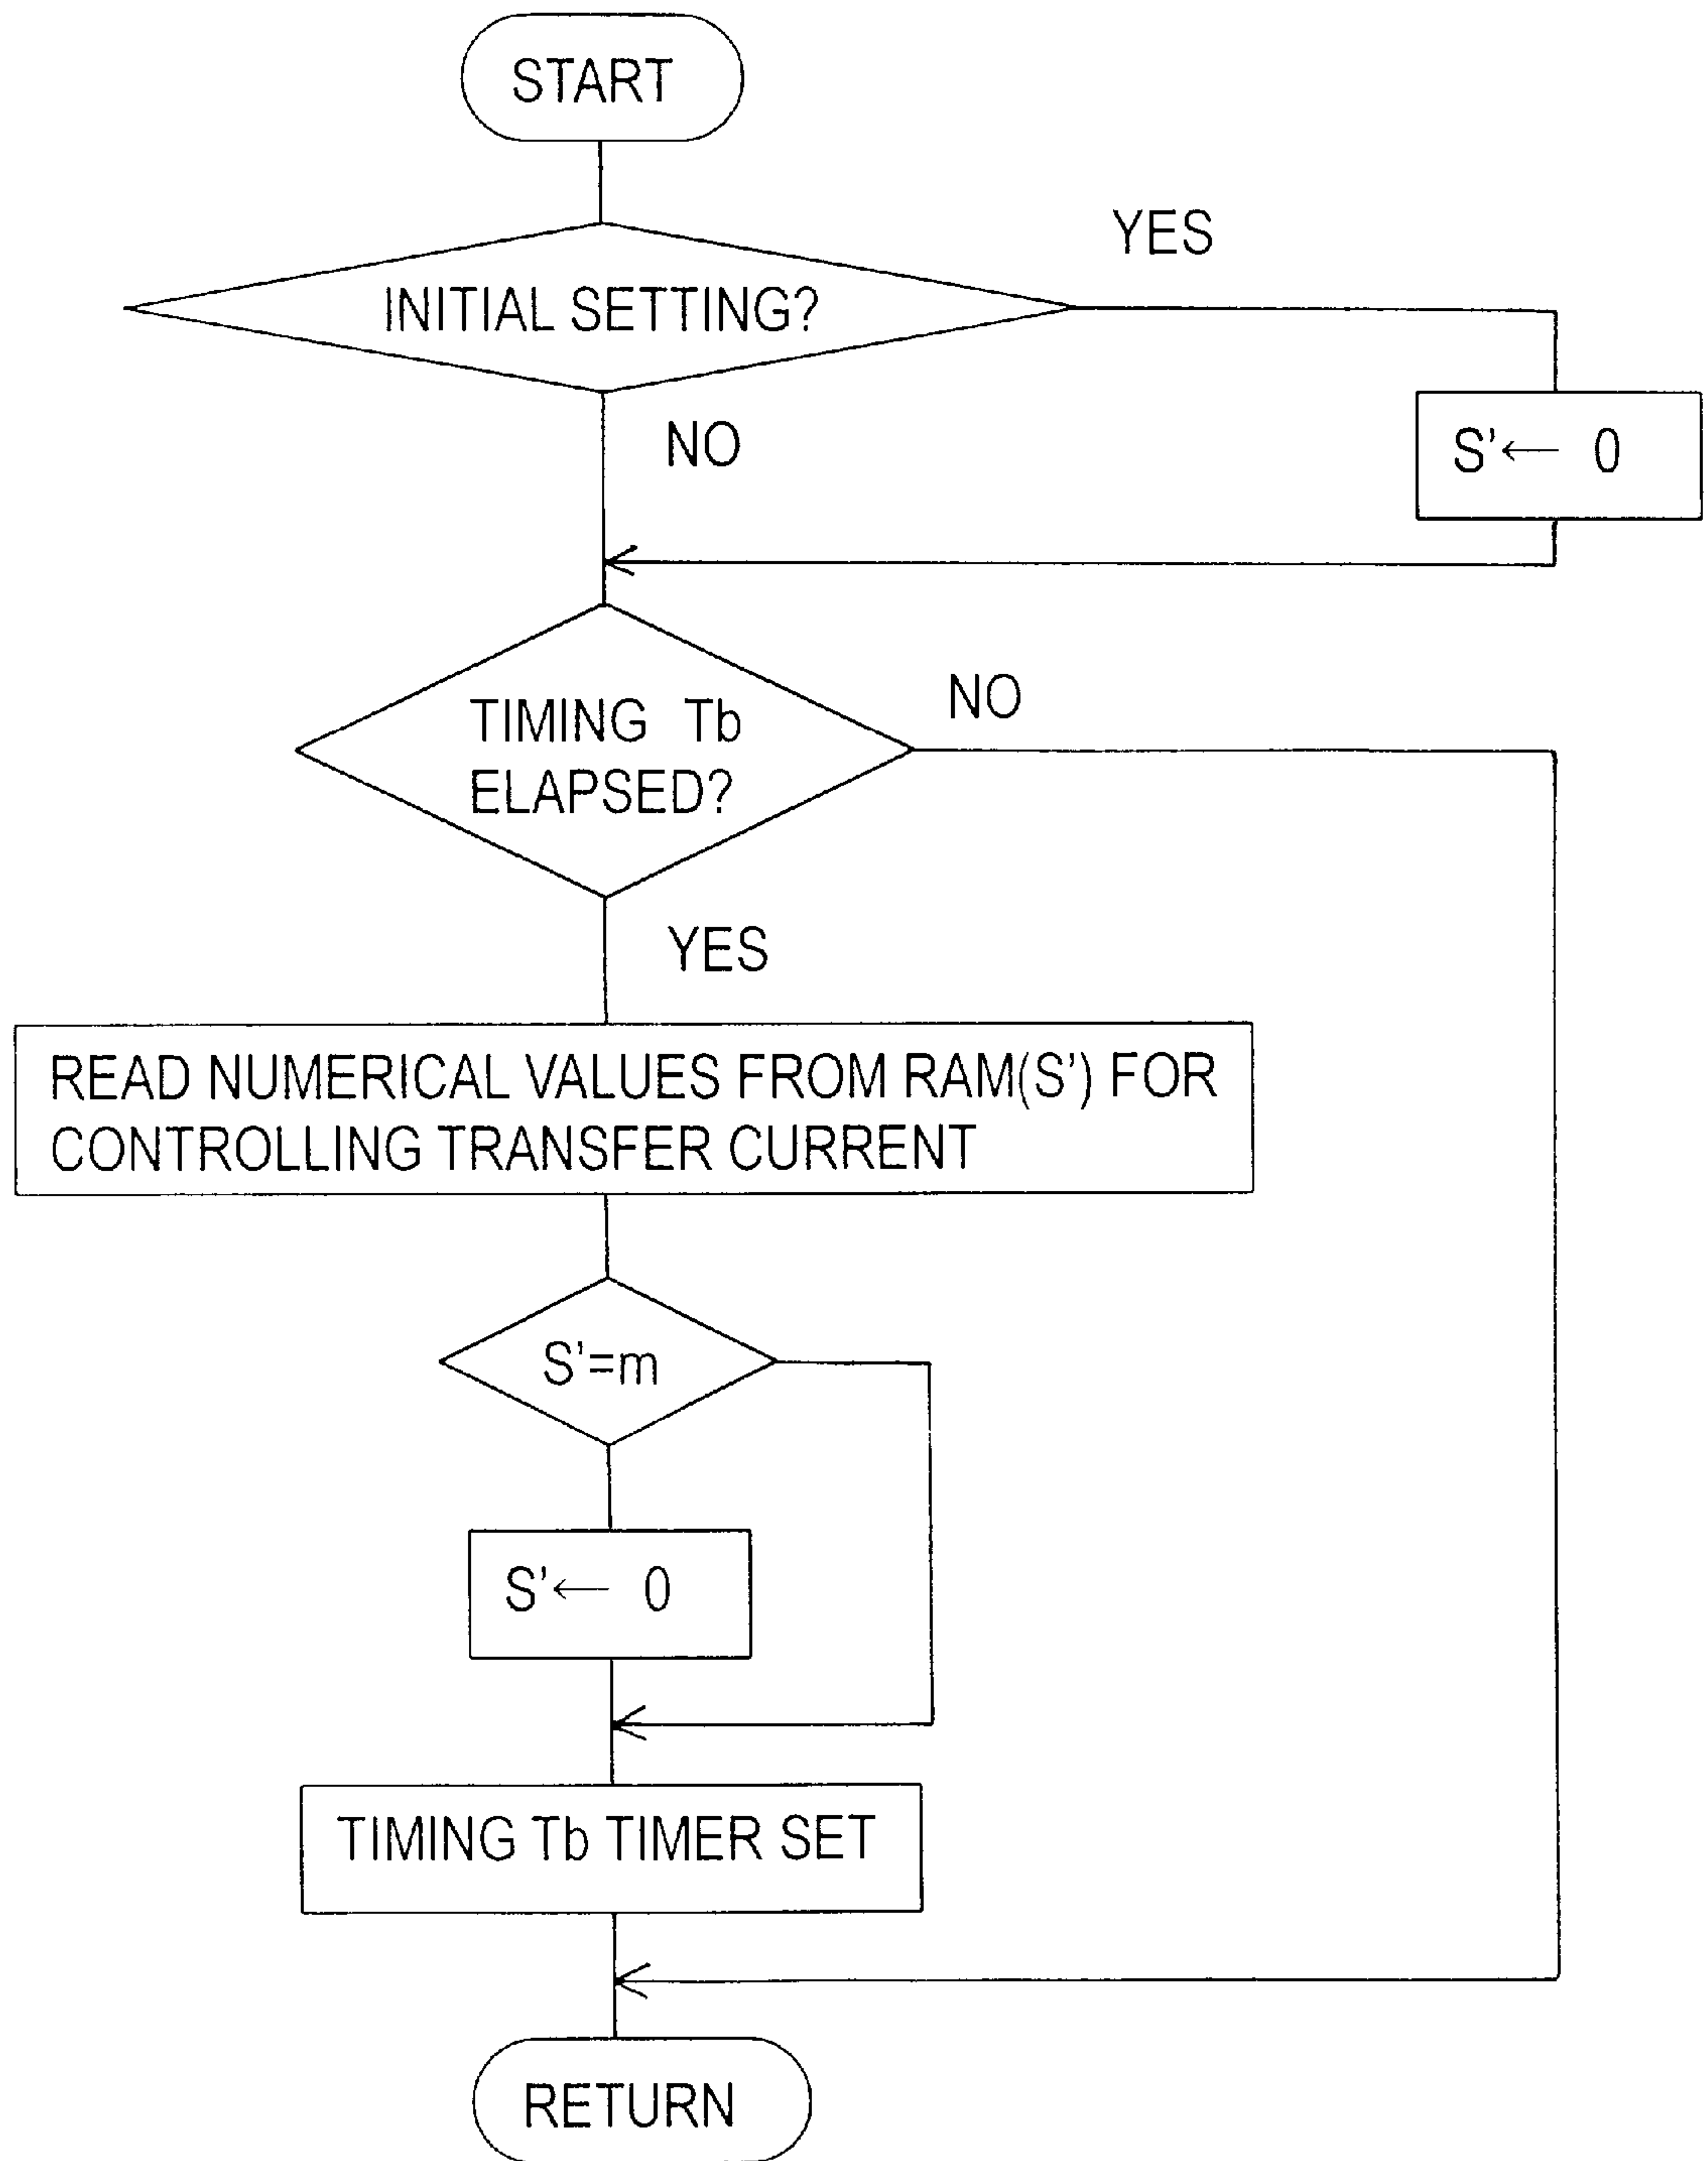 START
YES
INITIAL SETTING?
NO
S'← 0
NO
TIMING Tb
ELAPSED?
YES
READ NUMERICAL VALUES FROM RAM(S') FOR
CONTROLLING TRANSFER CURRENT
S'=m
S'← 0
TIMING Tb TIMER SET
RETURN